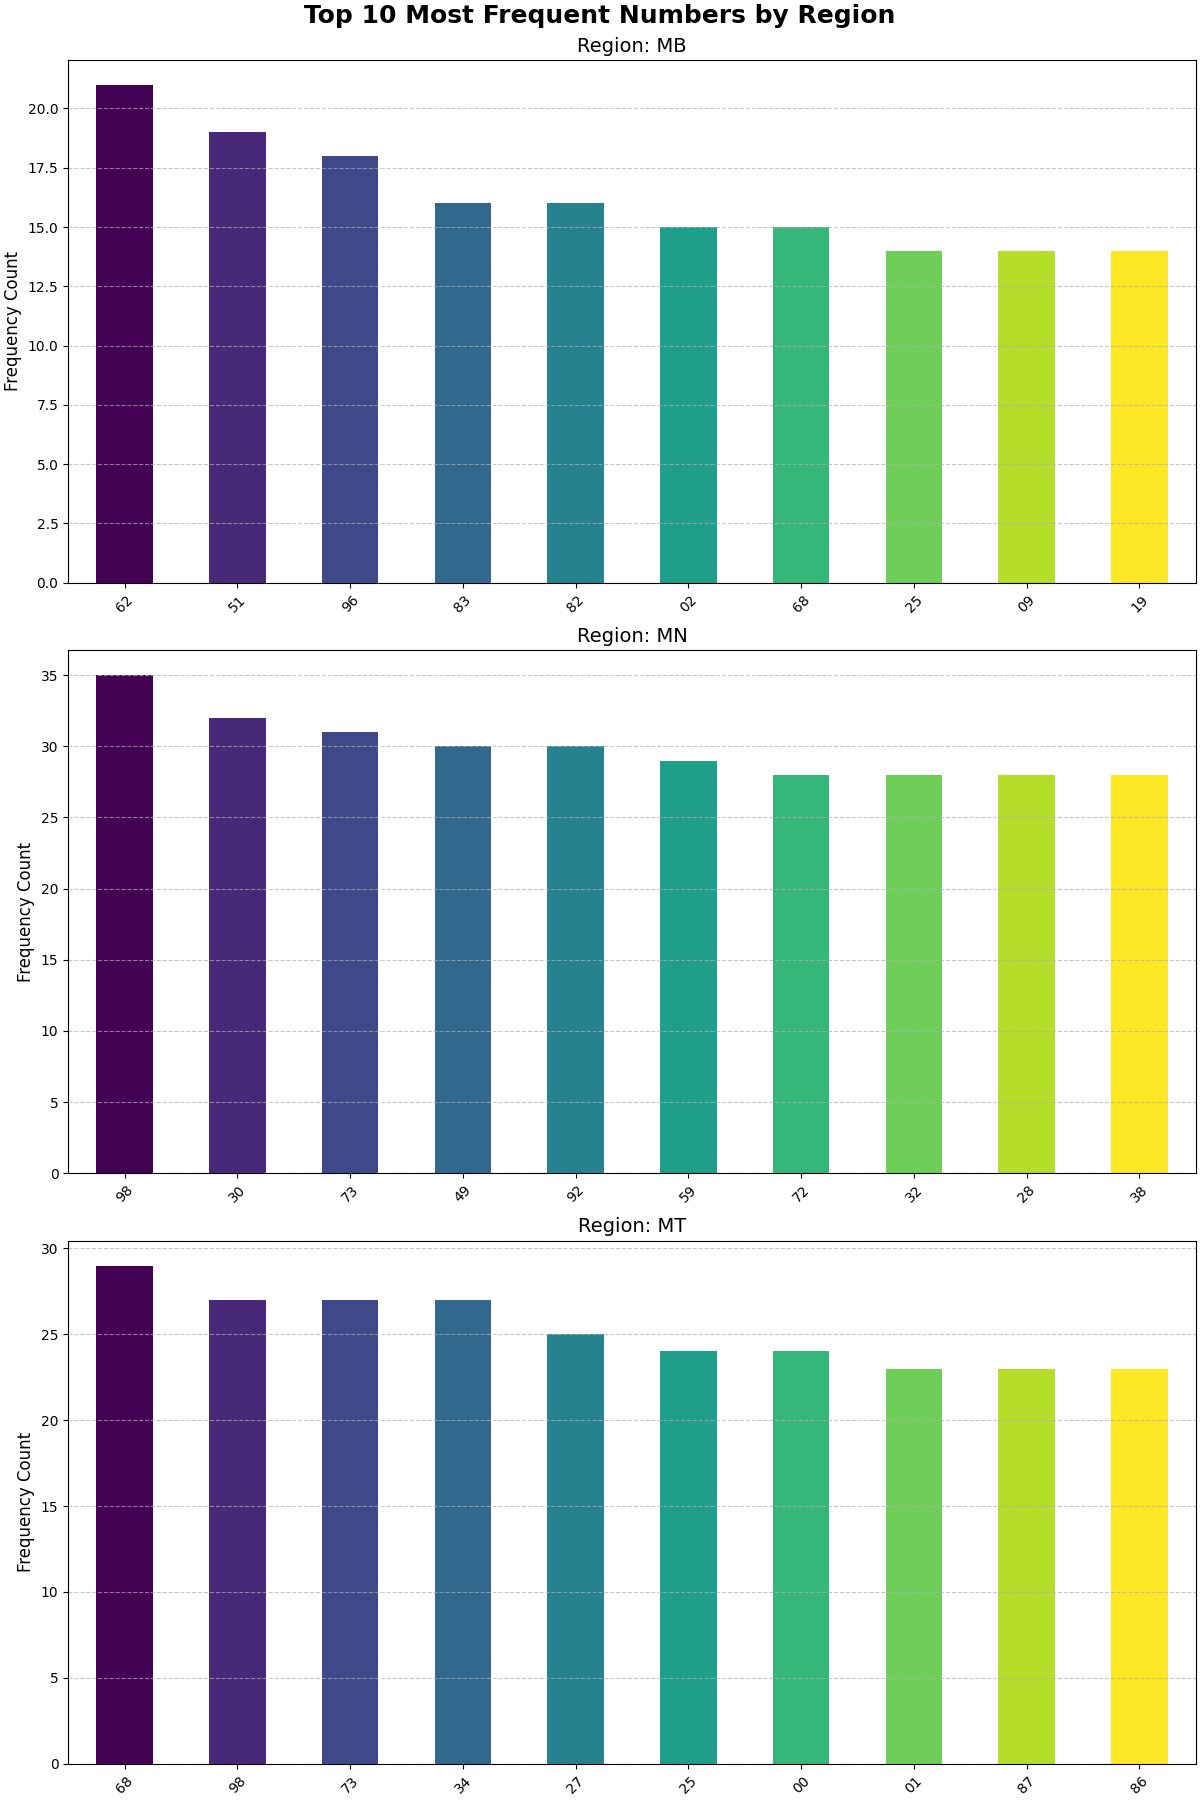 Top 10 Most Frequent Numbers by Region
Region: MB
Frequency Count
20.0
17.5
15.0
12.5
10.0
7.5
5.0
2.5
0.0
62 51 96 83 82 02 68 25 09 19
Region: MN
Frequency Count
35
30
25
20
15
10
5
0
98 30 73 49 92 59 72 32 28 38
Region: MT
Frequency Count
30
25
20
15
10
5
0
68 98 73 34 27 25 00 01 87 86